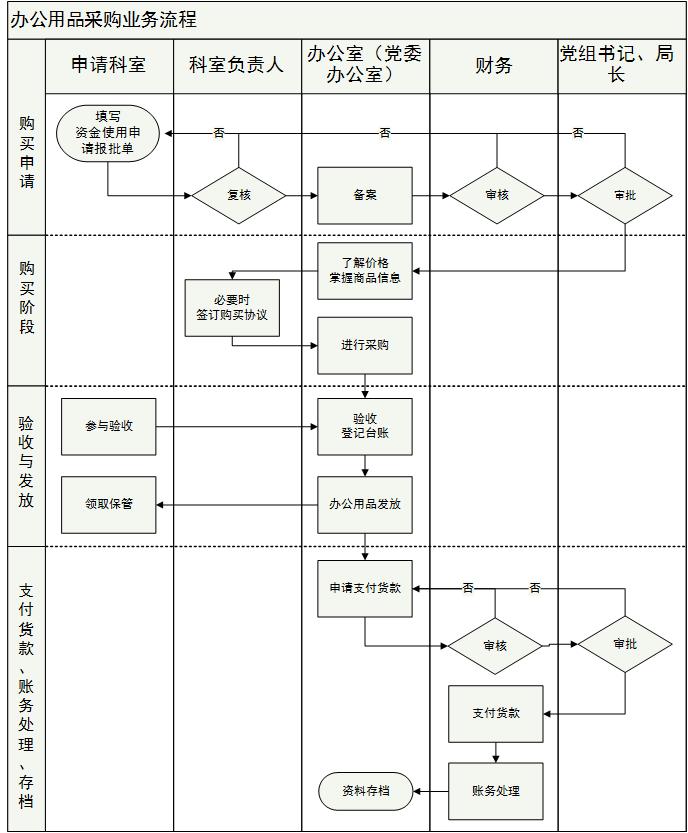 办公用品采购业务流程
申请科室
科室负责人
办公室（党委
办公室）
财务
党组书记、局
长
购买申请
填写
资金使用申
请报批单
否
否
否
复核
备案
审核
审批
购买阶段
了解价格
掌握商品信息
必要时
签订购买协议
进行采购
验收与发放
参与验收
验收
登记台账
领取保管
办公用品发放
支付货款、账务处理、存档
申请支付货款
否
否
审核
审批
支付货款
资料存档
账务处理